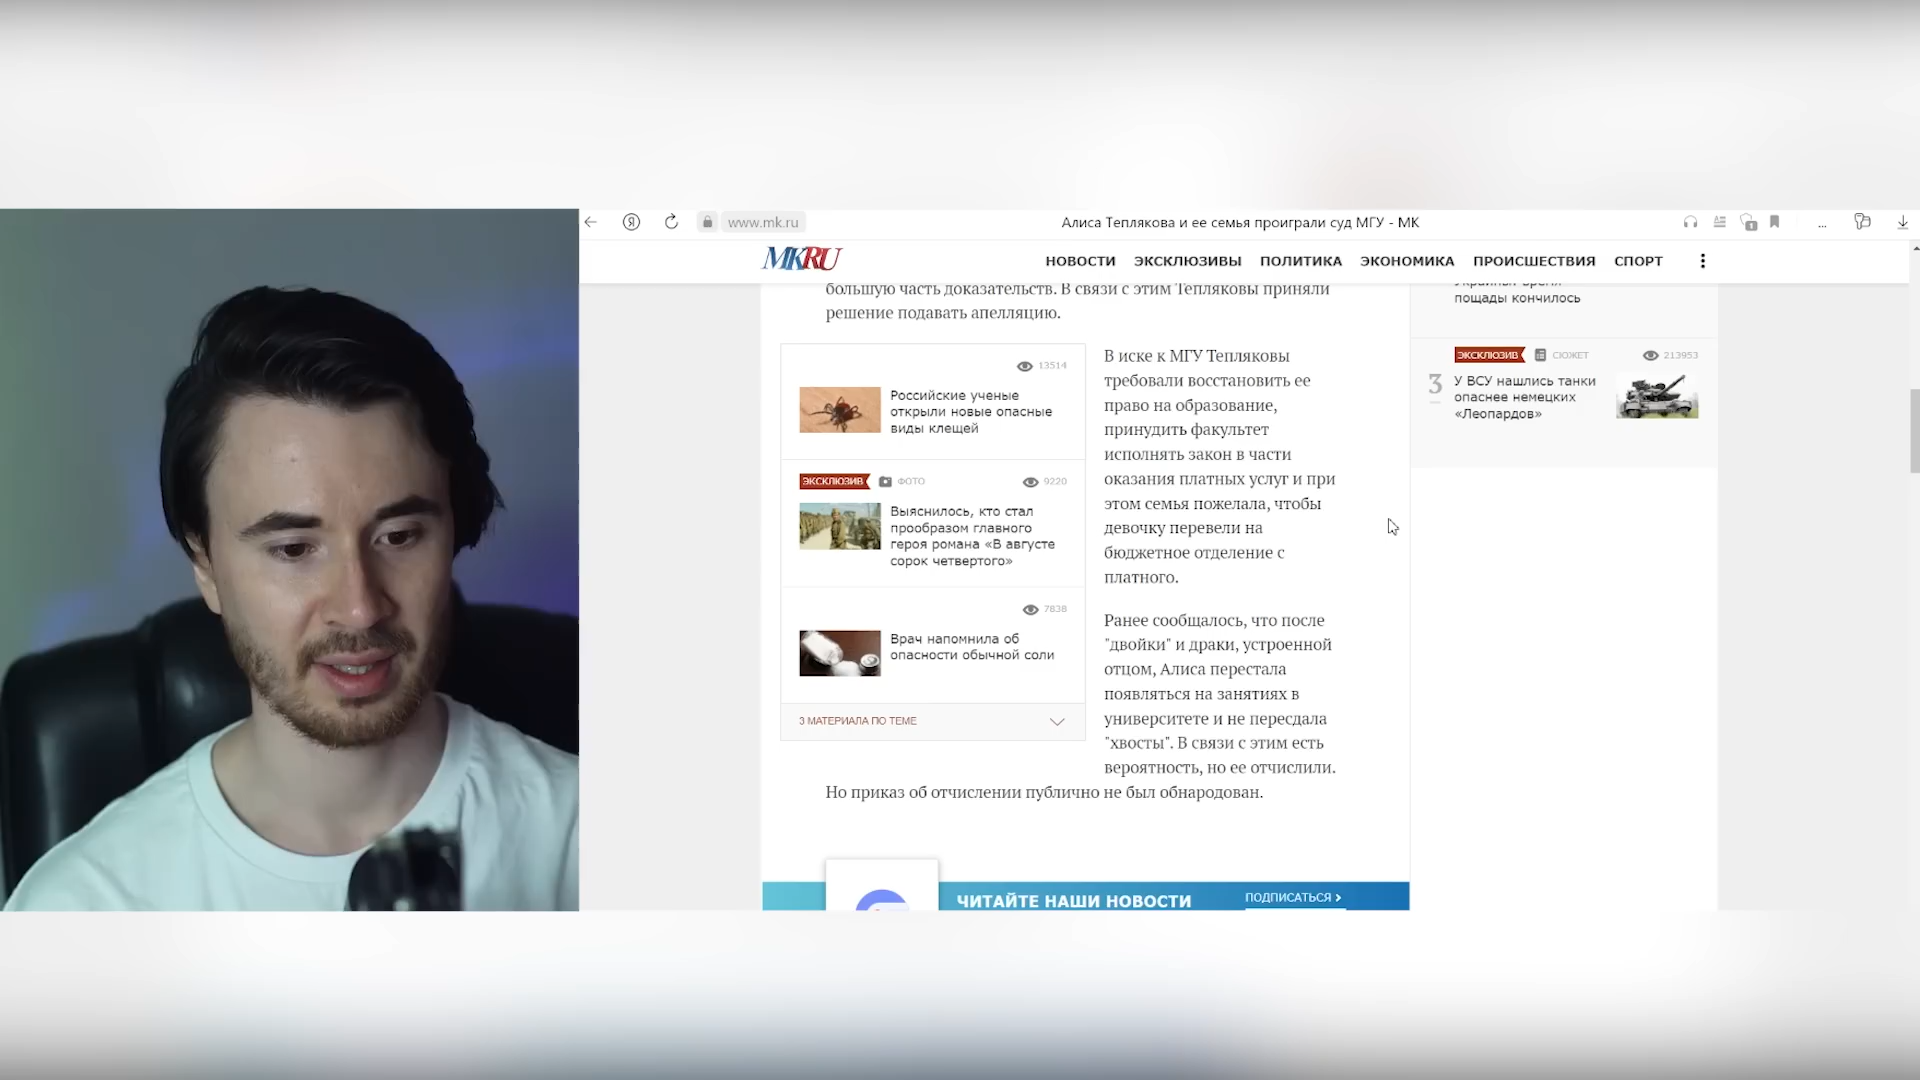 www.mk.ru
Алиса Теплякова и ее семья проиграли суд МГУ - МК
...
MKRU
НОВОСТИ ЭКСКЛЮЗИВЫ ПОЛИТИКА ЭКОНОМИКА ПРОИСШЕСТВИЯ СПОРТ
большую часть доказательств. В связи с этим Тепляковы приняли
решение подавать апелляцию.
13514
Российские ученые
открыли новые опасные
виды клещей
ЭКСКЛЮЗИВ ФОТО 9220
Выяснилось, кто стал
прообразом главного
героя романа «В августе
сорок четвертого»
7838
Врач напомнила об
опасности обычной соли
3 МАТЕРИАЛА ПО ТЕМЕ
В иске к МГУ Тепляковы
требовали восстановить ее
право на образование,
принудить факультет
исполнять закон в части
оказания платных услуг и при
этом семья пожелала, чтобы
девочку перевели на
бюджетное отделение с
платного.
Ранее сообщалось, что после
"двойки" и драки, устроенной
отцом, Алиса перестала
появляться на занятиях в
университете и не пересдала
"хвосты". В связи с этим есть
вероятность, но ее отчислили.
Но приказ об отчислении публично не был обнародован.
пощады кончилось
ЭКСКЛЮЗИВ СЮЖЕТ 213953
3
У ВСУ нашлись танки
опаснее немецких
«Леопардов»
ЧИТАЙТЕ НАШИ НОВОСТИ
ПОДПИСАТЬСЯ